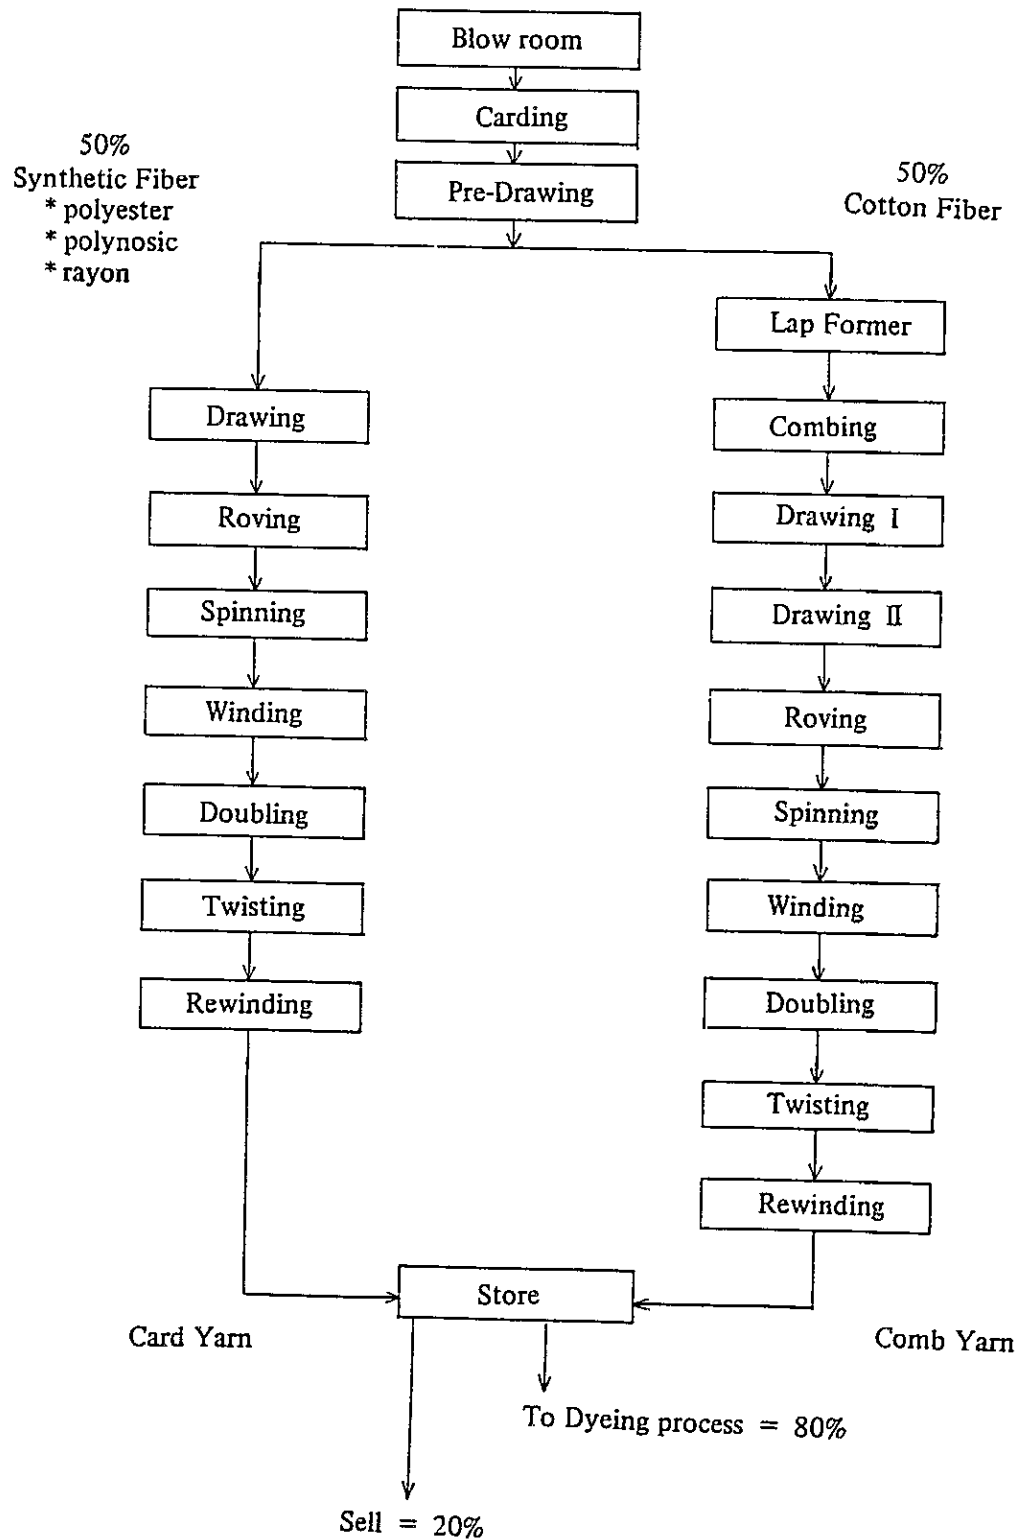 Blow room
Carding
Pre-Drawing
50%
Synthetic Fiber
* polyester
* polynosic
* rayon
50%
Cotton Fiber
Drawing
Roving
Spinning
Winding
Doubling
Twisting
Rewinding
Lap Former
Combing
Drawing I
Drawing II
Roving
Spinning
Winding
Doubling
Twisting
Rewinding
Store
Card Yarn
Comb Yarn
To Dyeing process = 80%
Sell = 20%